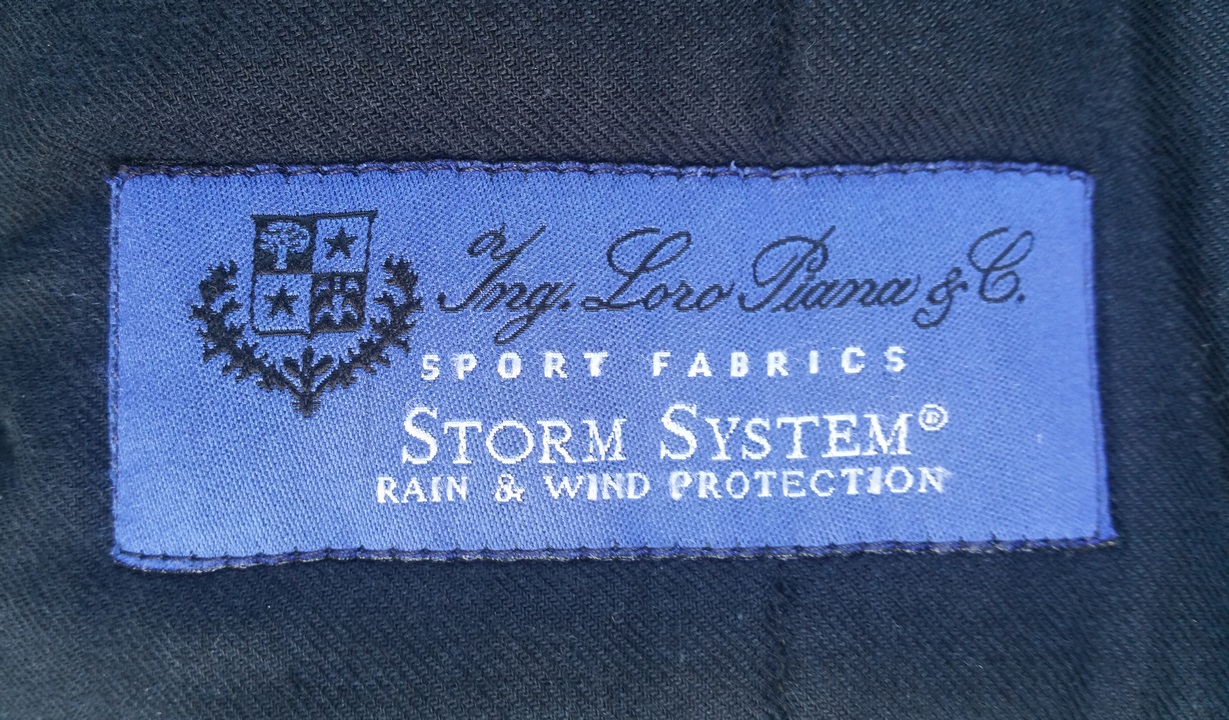 Ing. Loro Piana & C.
SPORT FABRICS
STORM SYSTEM®
RAIN & WIND PROTECTION